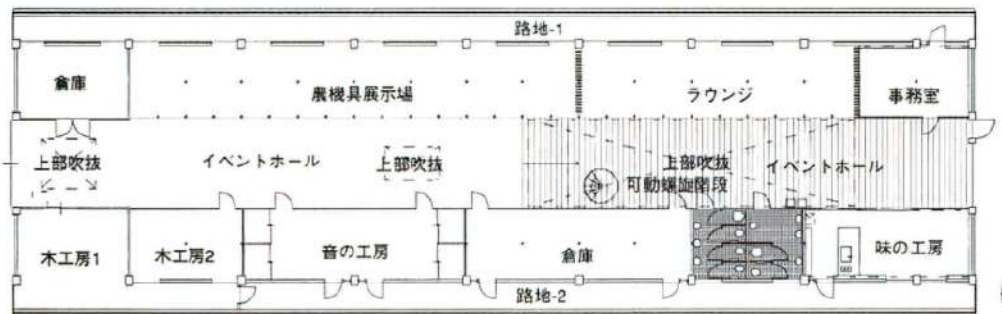 路地-1
倉庫
農機具展示場
ラウンジ
事務室
上部吹抜
イベントホール
上部吹抜
上部吹抜
イベントホール
可動螺旋階段
木工房1
木工房2
音の工房
倉庫
味の工房
路地-2